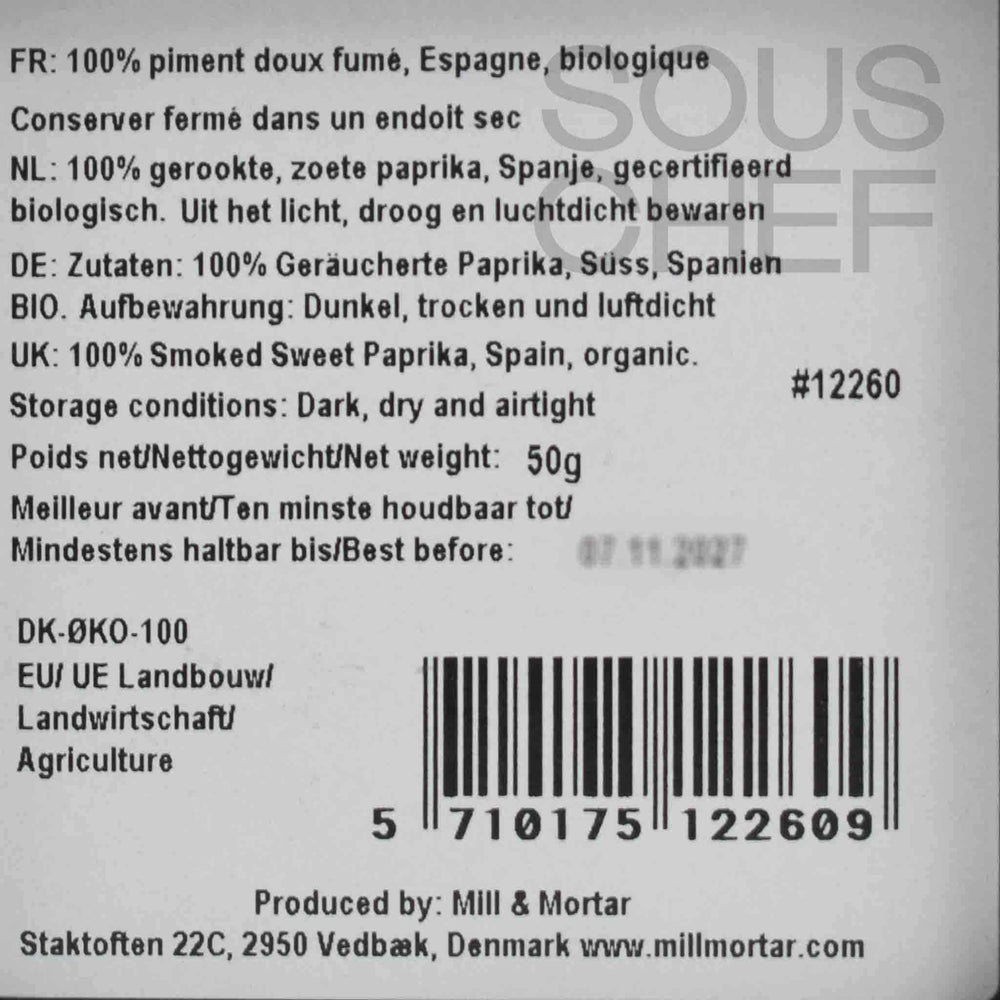 SOUS
CHEF
FR: 100% piment doux fumé, Espagne, biologique
Conserver fermé dans un endoit sec
NL: 100% gerookte, zoete paprika, Spanje, gecertifieerd
biologisch. Uit het licht, droog en luchtdicht bewaren
DE: Zutaten: 100% Geräucherte Paprika, Süss, Spanien
BIO. Aufbewahrung: Dunkel, trocken und luftdicht
UK: 100% Smoked Sweet Paprika, Spain, organic.
#12260
Storage conditions: Dark, dry and airtight
Poids net/Nettogewicht/Net weight: 50g
Meilleur avant/Ten minste houdbaar tot/
Mindestens haltbar bis/Best before:
DK-ØKO-100
EU/ UE Landbouw/
Landwirtschaft/
Agriculture
5 710175 122609
Produced by: Mill & Mortar
Staktoften 22C, 2950 Vedbæk, Denmark www.millmortar.com